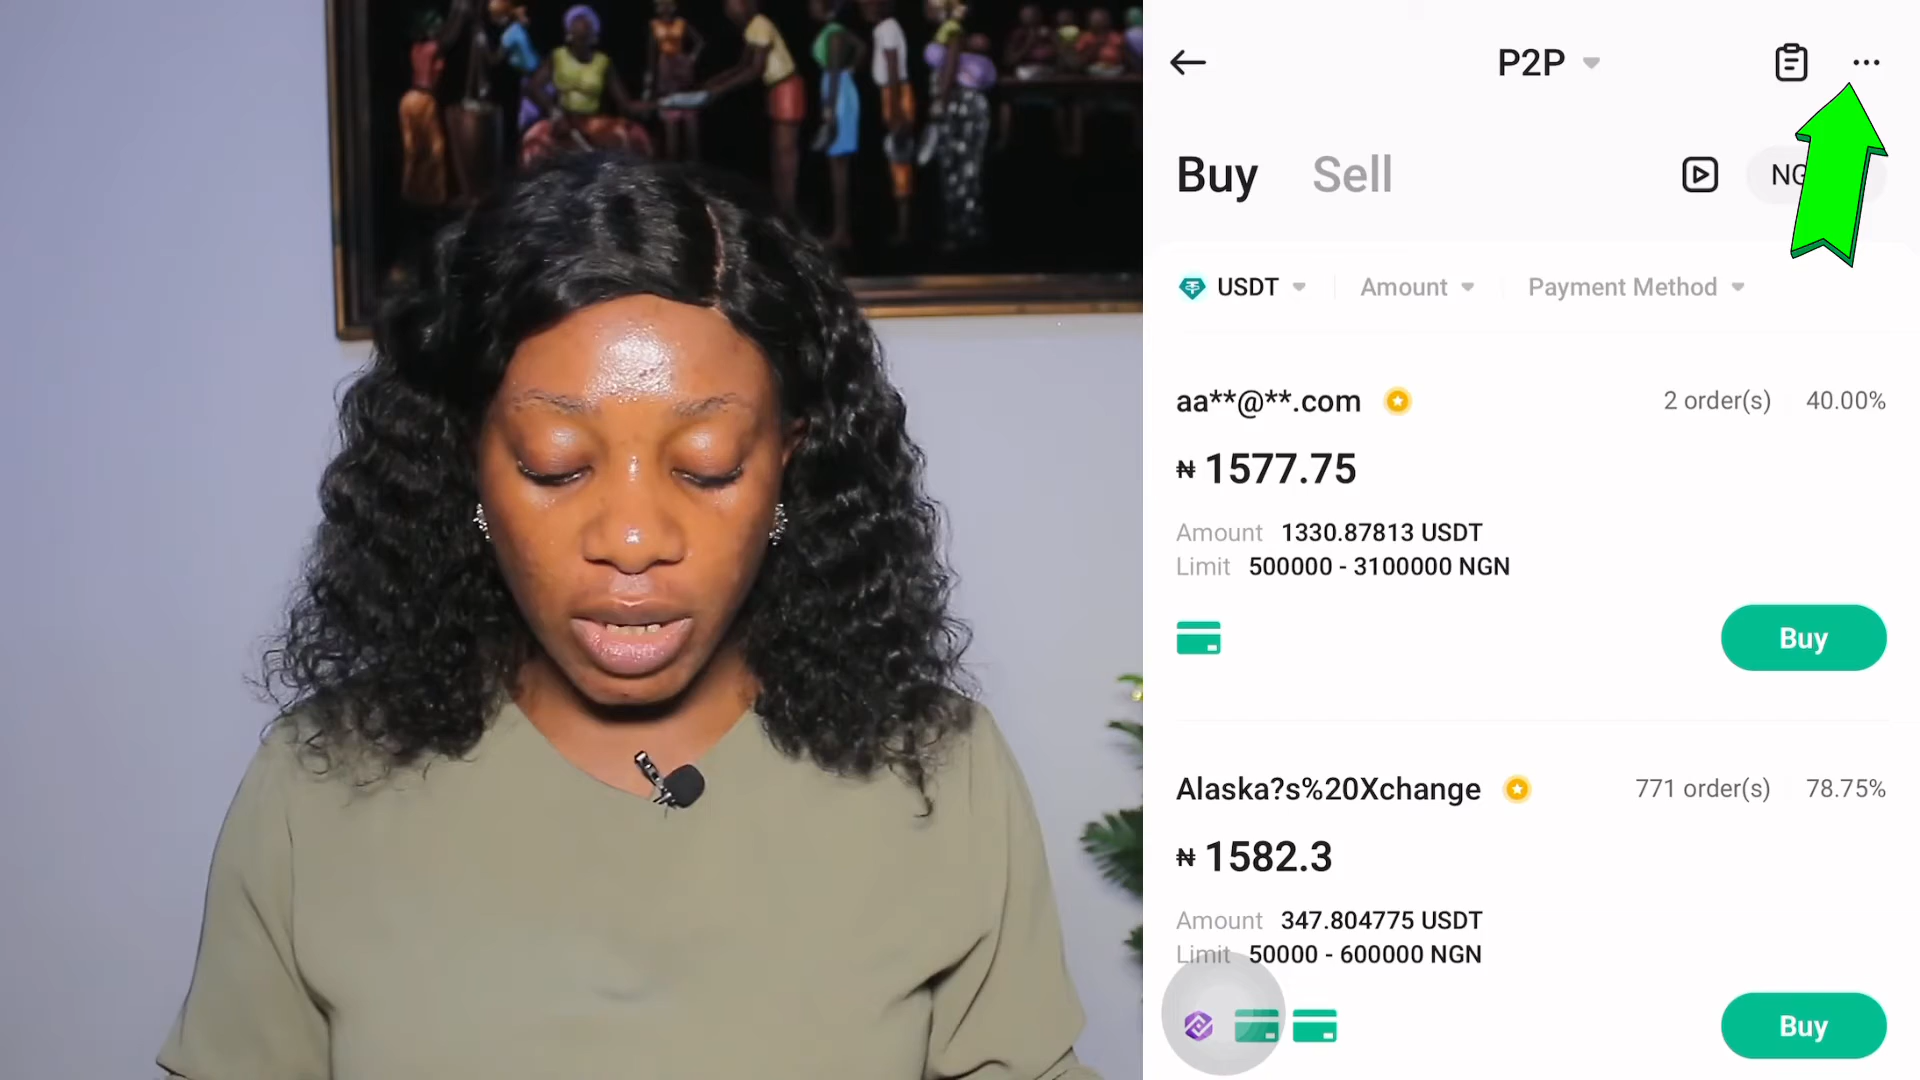 P2P
Buy Sell
NG
USDT Amount Payment Method
aa**@**.com 2 order(s) 40.00%
₦ 1577.75
Amount 1330.87813 USDT
Limit 500000 - 3100000 NGN
Buy
Alaska?s%20Xchange 771 order(s) 78.75%
₦ 1582.3
Amount 347.804775 USDT
Limit 50000 - 600000 NGN
Buy